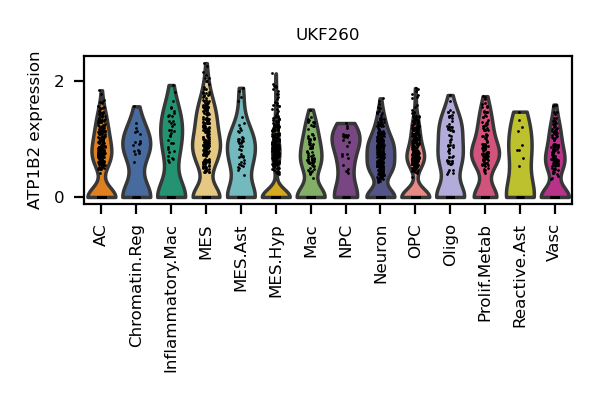 UKF260
ATP1B2 expression
2
0
AC
Chromatin.Reg
Inflammatory.Mac
MES
MES.Ast
MES.Hyp
Mac
NPC
Neuron
OPC
Oligo
Prolif.Metab
Reactive.Ast
Vasc